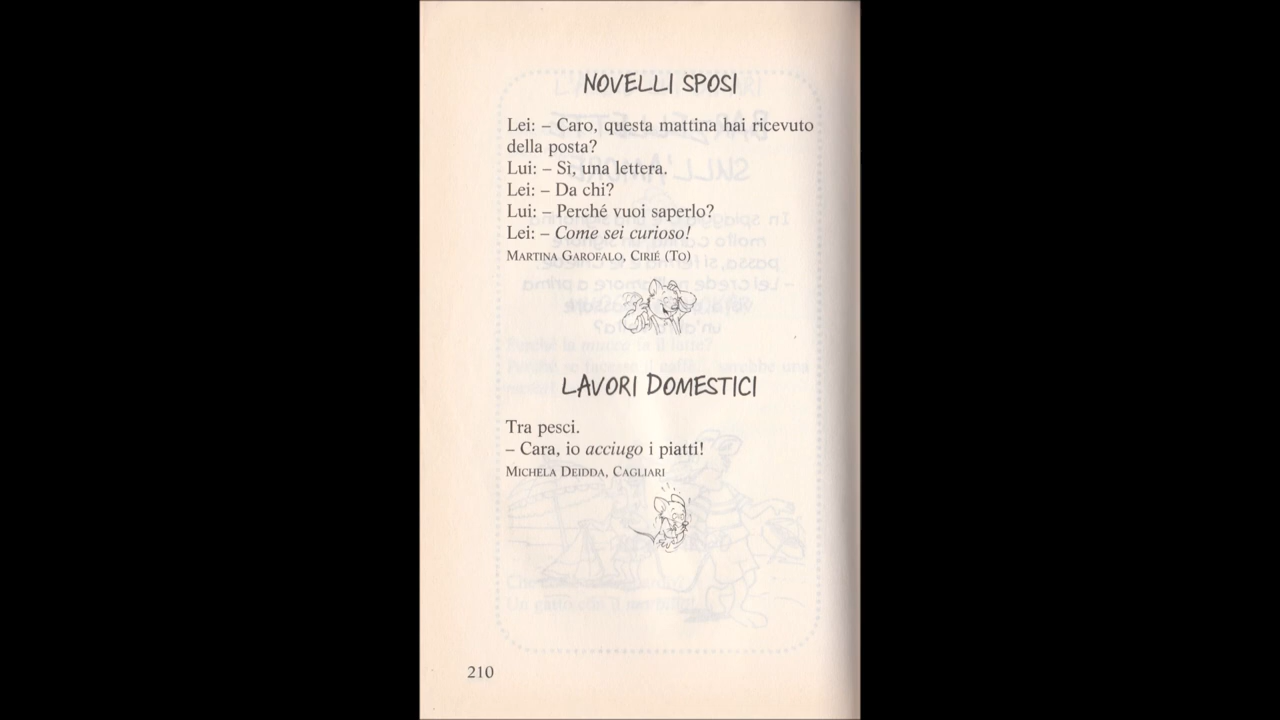 NOVELLI SPOSI
Lei: – Caro, questa mattina hai ricevuto
della posta?
Lui: – Sì, una lettera.
Lei: – Da chi?
Lui: – Perché vuoi saperlo?
Lei: – Come sei curioso!
MARTINA GAROFALO, CIRIÉ (TO)
LAVORI DOMESTICI
Tra pesci.
– Cara, io acciugo i piatti!
MICHELA DEIDDA, CAGLIARI
210